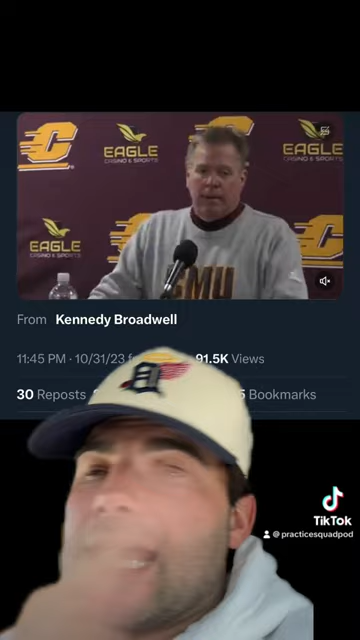 C
C
EAGLE
CASINO & SPORTS
EAGLE
CASINO & SPORTS
EAGLE
CASINO & SPORTS
CMU
From Kennedy Broadwell
11:45 PM · 10/31/23 91.5K Views
30 Reposts Bookmarks
TikTok
@practicesquadpod